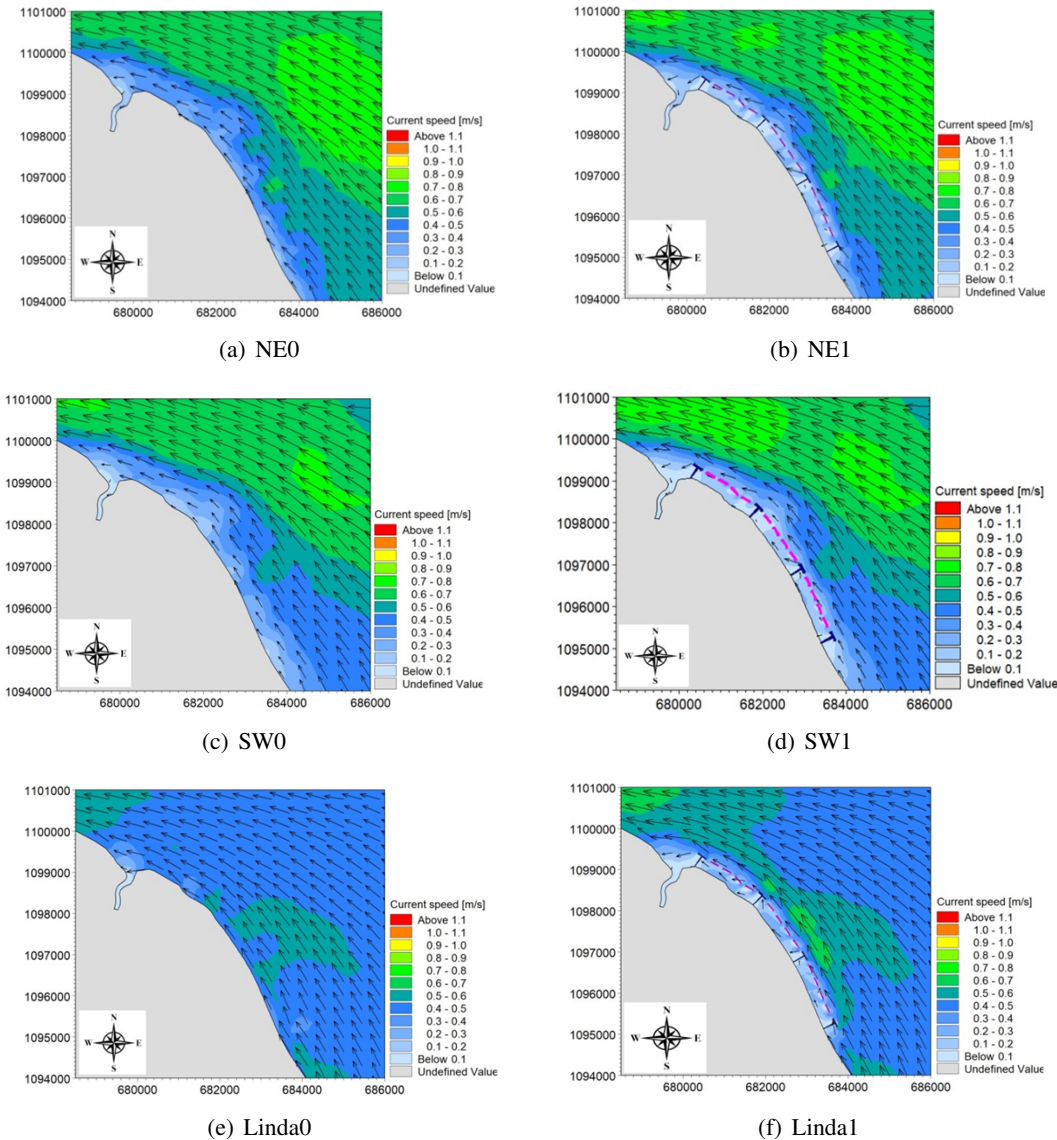 1101000
1100000
1099000
1098000
1097000
1096000
1095000
1094000
680000 682000 684000 686000
N
W E
S
Current speed [m/s]
Above 1.1
1.0 - 1.1
0.9 - 1.0
0.8 - 0.9
0.7 - 0.8
0.6 - 0.7
0.5 - 0.6
0.4 - 0.5
0.3 - 0.4
0.2 - 0.3
0.1 - 0.2
Below 0.1
Undefined Value
(a) NE0
1101000
1100000
1099000
1098000
1097000
1096000
1095000
1094000
680000 682000 684000 686000
N
W E
S
Current speed [m/s]
Above 1.1
1.0 - 1.1
0.9 - 1.0
0.8 - 0.9
0.7 - 0.8
0.6 - 0.7
0.5 - 0.6
0.4 - 0.5
0.3 - 0.4
0.2 - 0.3
0.1 - 0.2
Below 0.1
Undefined Value
(b) NE1
1101000
1100000
1099000
1098000
1097000
1096000
1095000
1094000
680000 682000 684000 686000
N
W E
S
Current speed [m/s]
Above 1.1
1.0 - 1.1
0.9 - 1.0
0.8 - 0.9
0.7 - 0.8
0.6 - 0.7
0.5 - 0.6
0.4 - 0.5
0.3 - 0.4
0.2 - 0.3
0.1 - 0.2
Below 0.1
Undefined Value
(c) SW0
1101000
1100000
1099000
1098000
1097000
1096000
1095000
1094000
680000 682000 684000 686000
N
W E
S
Current speed [m/s]
Above 1.1
1.0 - 1.1
0.9 - 1.0
0.8 - 0.9
0.7 - 0.8
0.6 - 0.7
0.5 - 0.6
0.4 - 0.5
0.3 - 0.4
0.2 - 0.3
0.1 - 0.2
Below 0.1
Undefined Value
(d) SW1
1101000
1100000
1099000
1098000
1097000
1096000
1095000
1094000
680000 682000 684000 686000
N
W E
S
Current speed [m/s]
Above 1.1
1.0 - 1.1
0.9 - 1.0
0.8 - 0.9
0.7 - 0.8
0.6 - 0.7
0.5 - 0.6
0.4 - 0.5
0.3 - 0.4
0.2 - 0.3
0.1 - 0.2
Below 0.1
Undefined Value
(e) Linda0
1101000
1100000
1099000
1098000
1097000
1096000
1095000
1094000
680000 682000 684000 686000
N
W E
S
Current speed [m/s]
Above 1.1
1.0 - 1.1
0.9 - 1.0
0.8 - 0.9
0.7 - 0.8
0.6 - 0.7
0.5 - 0.6
0.4 - 0.5
0.3 - 0.4
0.2 - 0.3
0.1 - 0.2
Below 0.1
Undefined Value
(f) Linda1